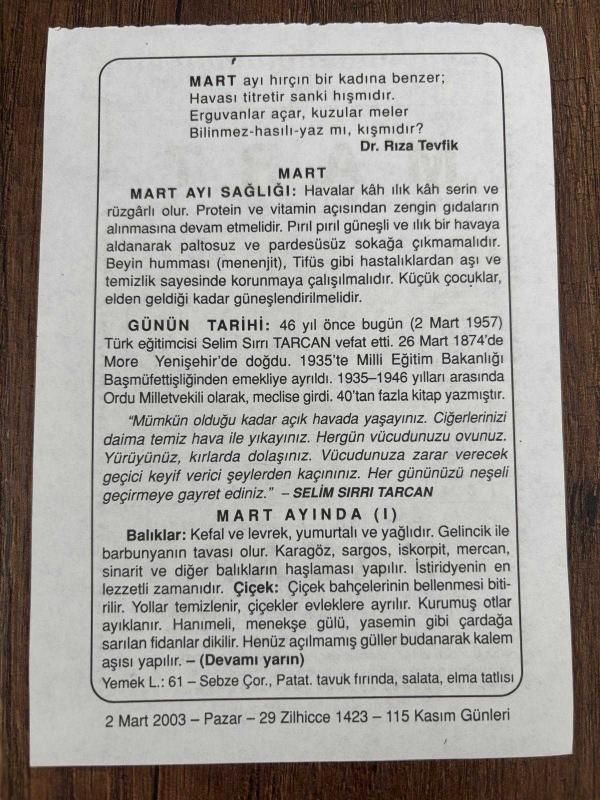 MART ayı hırçın bir kadına benzer;
Havası titretir sanki hışmıdır.
Erguvanlar açar, kuzular meler
Bilinmez-hasılı-yaz mı, kışmıdır?
Dr. Rıza Tevfik
MART
MART AYI SAĞLIĞI: Havalar kâh ılık kâh serin ve
rüzgârlı olur. Protein ve vitamin açısından zengin gıdaların
alınmasına devam etmelidir. Pırıl pırıl güneşli ve ılık bir havaya
aldanarak paltosuz ve pardesüsüz sokağa çıkmamalıdır.
Beyin humması (menenjit), Tifüs gibi hastalıklardan aşı ve
temizlik sayesinde korunmaya çalışılmalıdır. Küçük çocuklar,
elden geldiği kadar güneşlendirilmelidir.
GÜNÜN TARİHİ: 46 yıl önce bugün (2 Mart 1957)
Türk eğitimcisi Selim Sırrı TARCAN vefat etti. 26 Mart 1874'de
More Yenişehir'de doğdu. 1935'te Milli Eğitim Bakanlığı
Başmüfettişliğinden emekliye ayrıldı. 1935–1946 yılları arasında
Ordu Milletvekili olarak, meclise girdi. 40'tan fazla kitap yazmıştır.
"Mümkün olduğu kadar açık havada yaşayınız. Ciğerlerinizi
daima temiz hava ile yıkayınız. Hergün vücudunuzu ovunuz.
Yürüyünüz, kırlarda dolaşınız. Vücudunuza zarar verecek
geçici keyif verici şeylerden kaçınınız. Her gününüzü neşeli
geçirmeye gayret ediniz." – SELİM SIRRI TARCAN
MART AYINDA (I)
Balıklar: Kefal ve levrek, yumurtalı ve yağlıdır. Gelincik ile
barbunyanın tavası olur. Karagöz, sargos, iskorpit, mercan,
sinarit ve diğer balıkların haşlaması yapılır. İstiridyenin en
lezzetli zamanıdır. Çiçek: Çiçek bahçelerinin bellenmesi biti-
rilir. Yollar temizlenir, çiçekler evleklere ayrılır. Kurumuş otlar
ayıklanır. Hanımeli, menekşe gülü, yasemin gibi çardağa
sarılan fidanlar dikilir. Henüz açılmamış güller budanarak kalem
aşısı yapılır. – (Devamı yarın)
Yemek L.: 61 – Sebze Çor., Patat. tavuk fırında, salata, elma tatlısı
2 Mart 2003 – Pazar – 29 Zilhicce 1423 – 115 Kasım Günleri